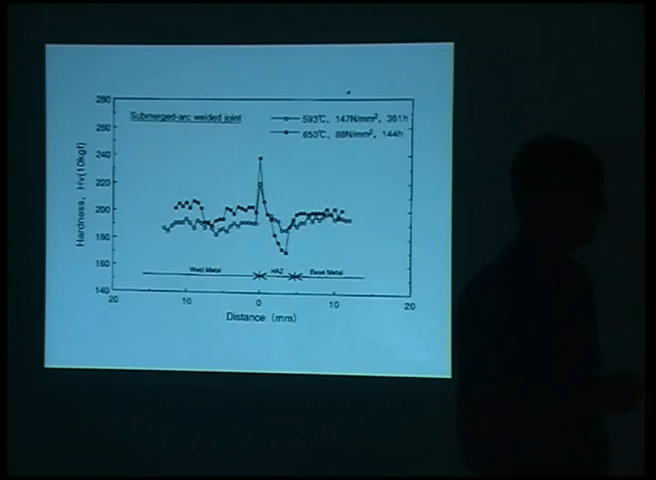 280
Submerged-arc welded joint
593℃, 147N/mm², 361h
650℃, 88N/mm², 144h
260
240
220
200
180
160
140
Hardness, Hv(10kgf)
Weld Metal
HAZ
Base Metal
20
10
0
10
20
Distance (mm)